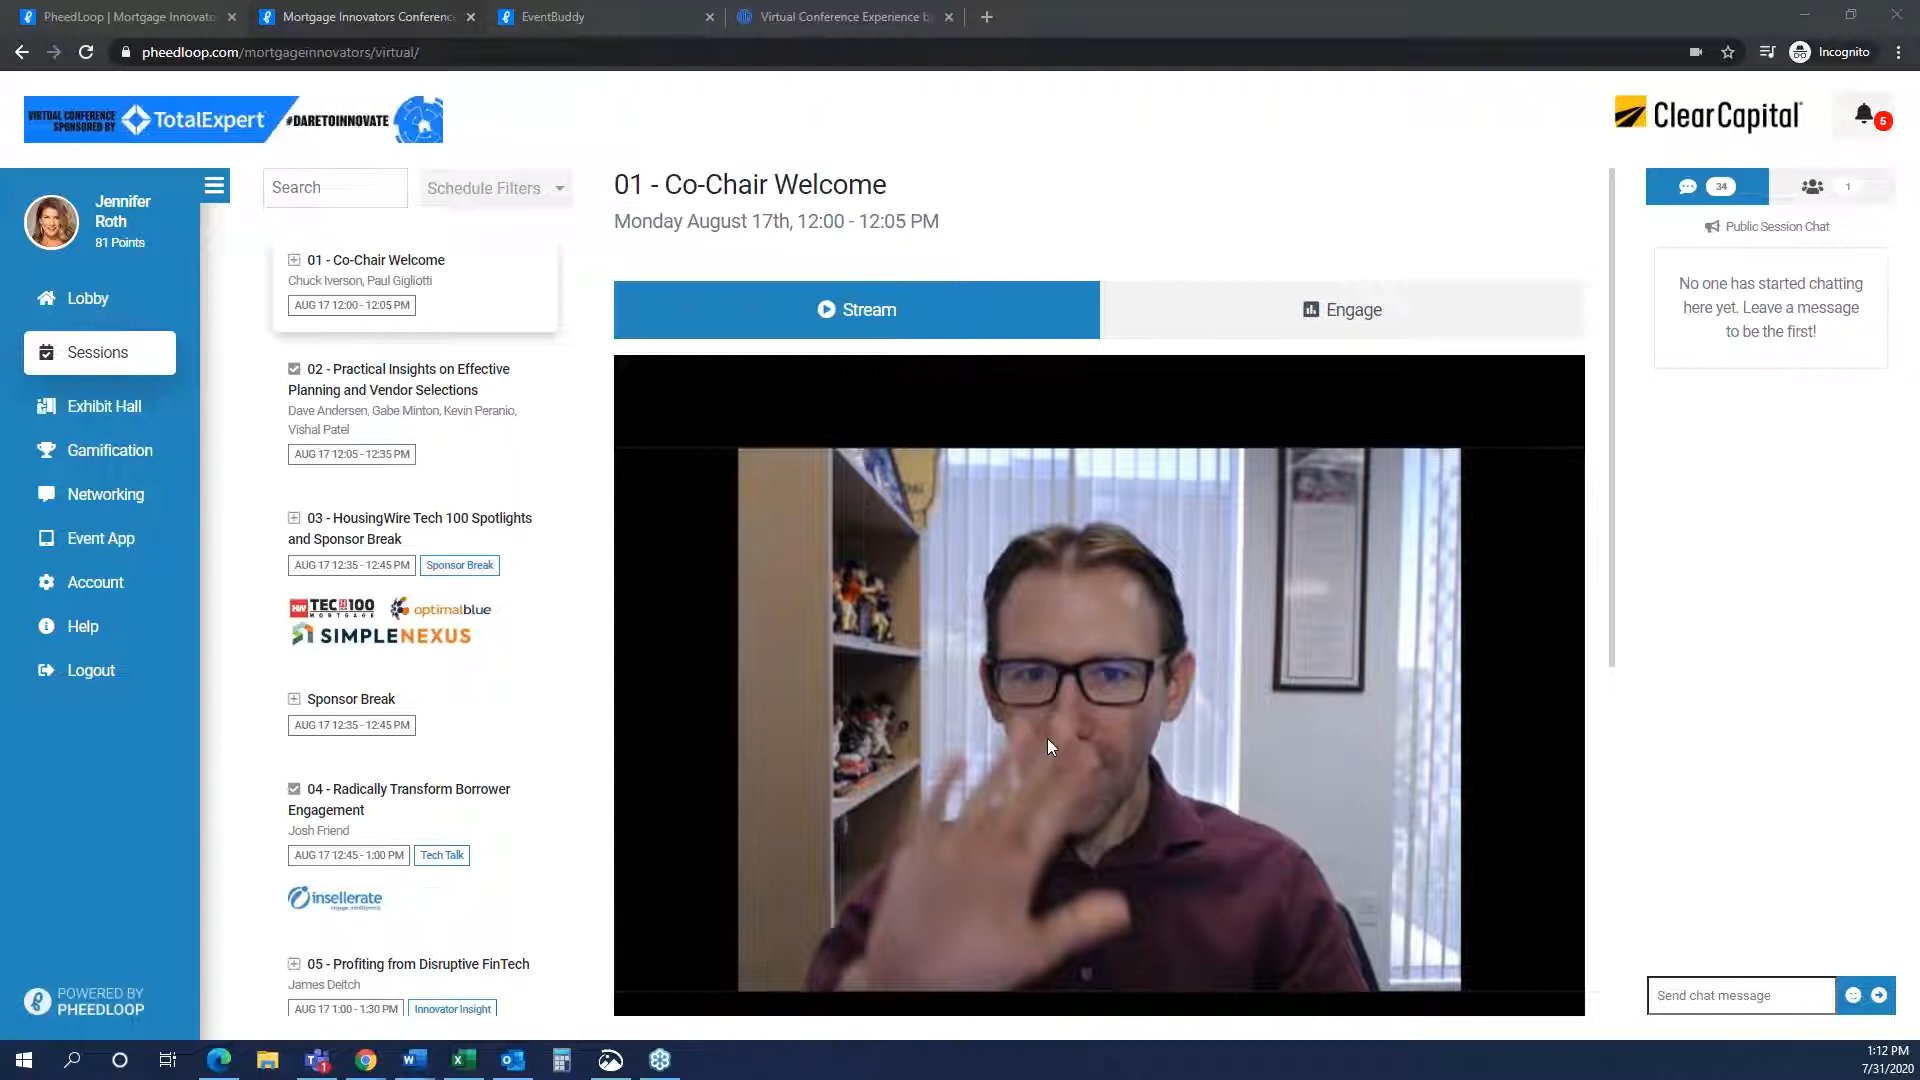 PheedLoop | Mortgage Innovato
Mortgage Innovators Conferenc
EventBuddy
Virtual Conference Experience B
pheedloop.com/mortgageinnovators/virtual/
Incognito
VIRTUAL CONFERENCE
SPONSORED BY
TotalExpert
#DARETOINNOVATE
ClearCapital
5
Jennifer
Roth
81 Points
Lobby
Sessions
Exhibit Hall
Gamification
Networking
Event App
Account
Help
Logout
POWERED BY
PHEEDLOOP
Search
Schedule Filters
01 - Co-Chair Welcome
Chuck Iverson, Paul Gigliotti
AUG 17 12:00 - 12:05 PM
02 - Practical Insights on Effective
Planning and Vendor Selections
Dave Andersen, Gabe Minton, Kevin Peranio,
Vishal Patel
AUG 17 12:05 - 12:35 PM
03 - HousingWire Tech 100 Spotlights
and Sponsor Break
AUG 17 12:35 - 12:45 PM
Sponsor Break
HW TECH100
MORTGAGE
optimalblue
SIMPLENEXUS
Sponsor Break
AUG 17 12:35 - 12:45 PM
04 - Radically Transform Borrower
Engagement
Josh Friend
AUG 17 12:45 - 1:00 PM
Tech Talk
insellerate
05 - Profiting from Disruptive FinTech
James Deitch
AUG 17 1:00 - 1:30 PM
Innovator Insight
01 - Co-Chair Welcome
Monday August 17th, 12:00 - 12:05 PM
Stream
Engage
34
1
Public Session Chat
No one has started chatting
here yet. Leave a message
to be the first!
Send chat message
1:12 PM
7/31/2020